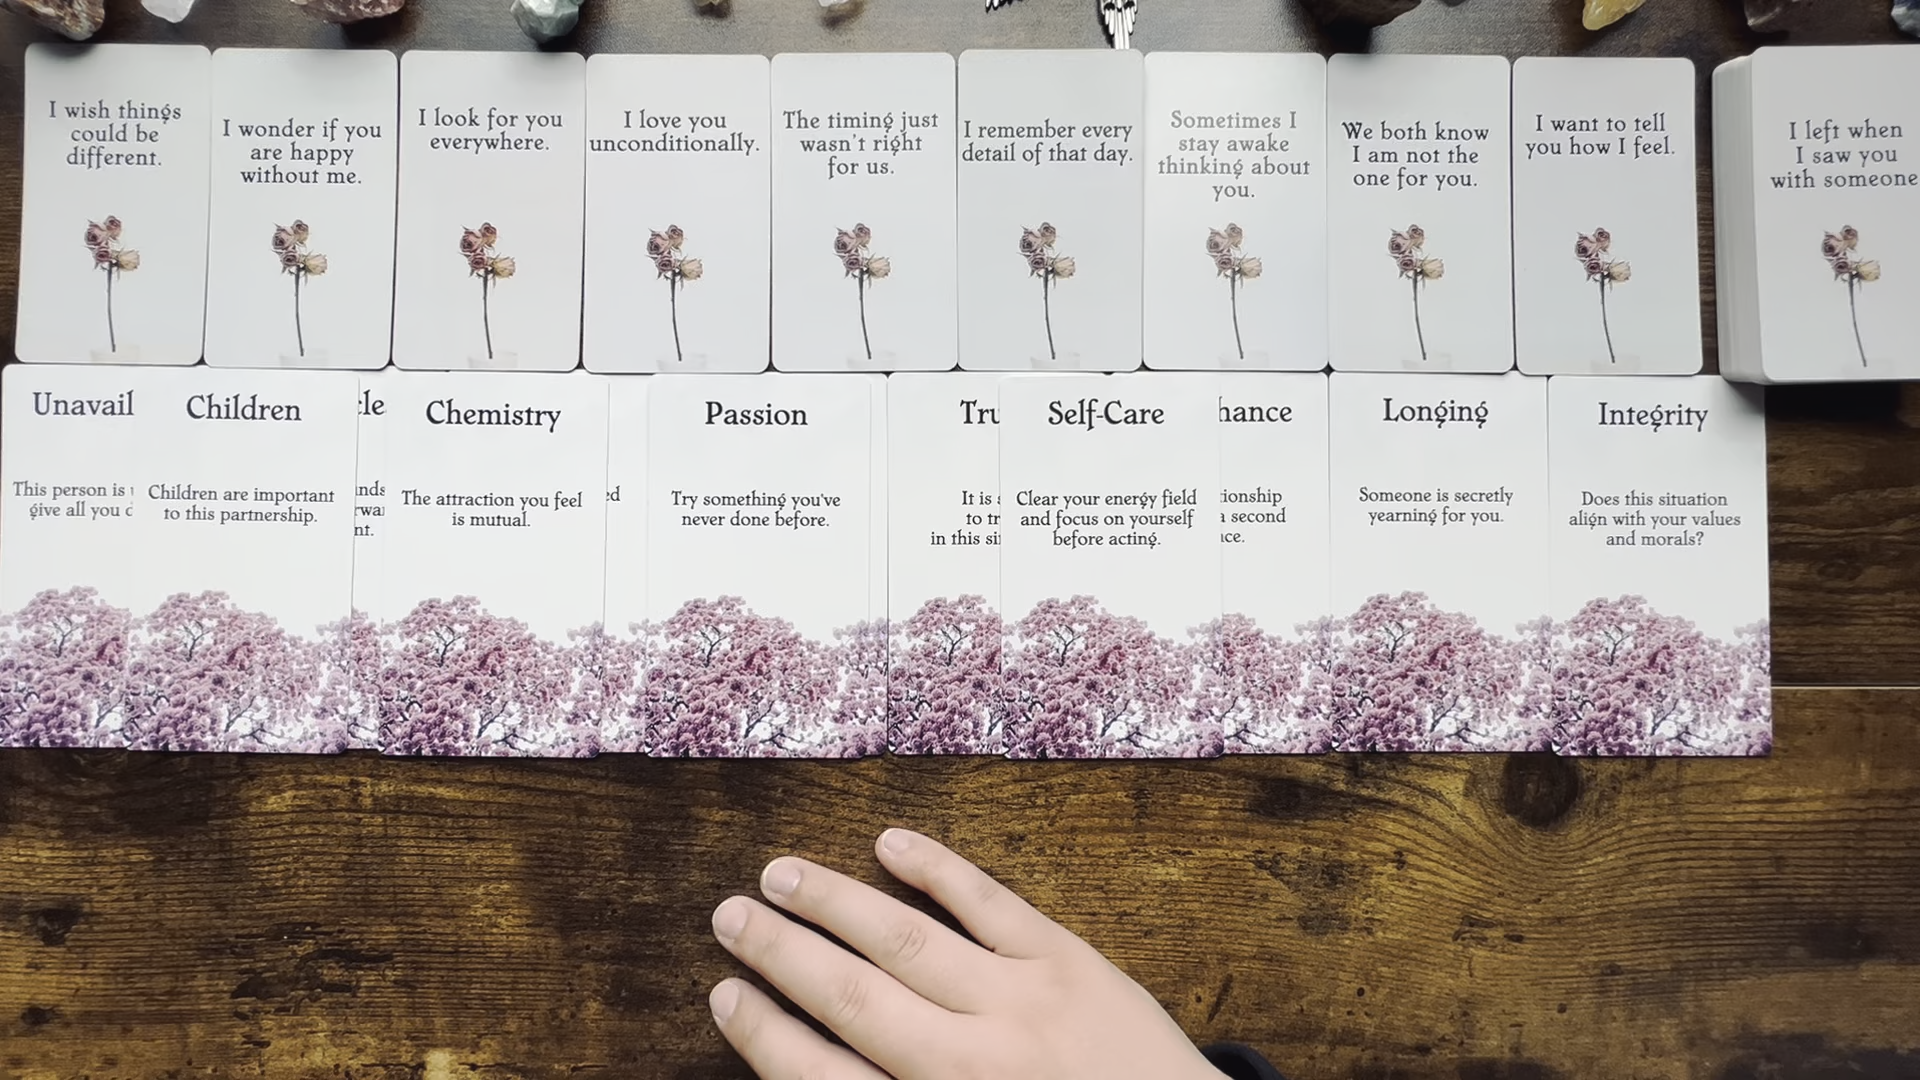 I wish things
could be
different.
I wonder if you
are happy
without me.
I look for you
everywhere.
I love you
unconditionally.
The timing just
wasn't right
for us.
I remember every
detail of that day.
Sometimes I
stay awake
thinking about
you.
We both know
I am not the
one for you.
I want to tell
you how I feel.
I left when
I saw you
with someone
Unavail
This person is
give all you
Children
Children are important
to this partnership.
Chemistry
The attraction you feel
is mutual.
Passion
Try something you've
never done before.
Tru
It is
to tr
in this si
Self-Care
Clear your energy field
and focus on yourself
before acting.
hance
tionship
a second
ce.
Longing
Someone is secretly
yearning for you.
Integrity
Does this situation
align with your values
and morals?